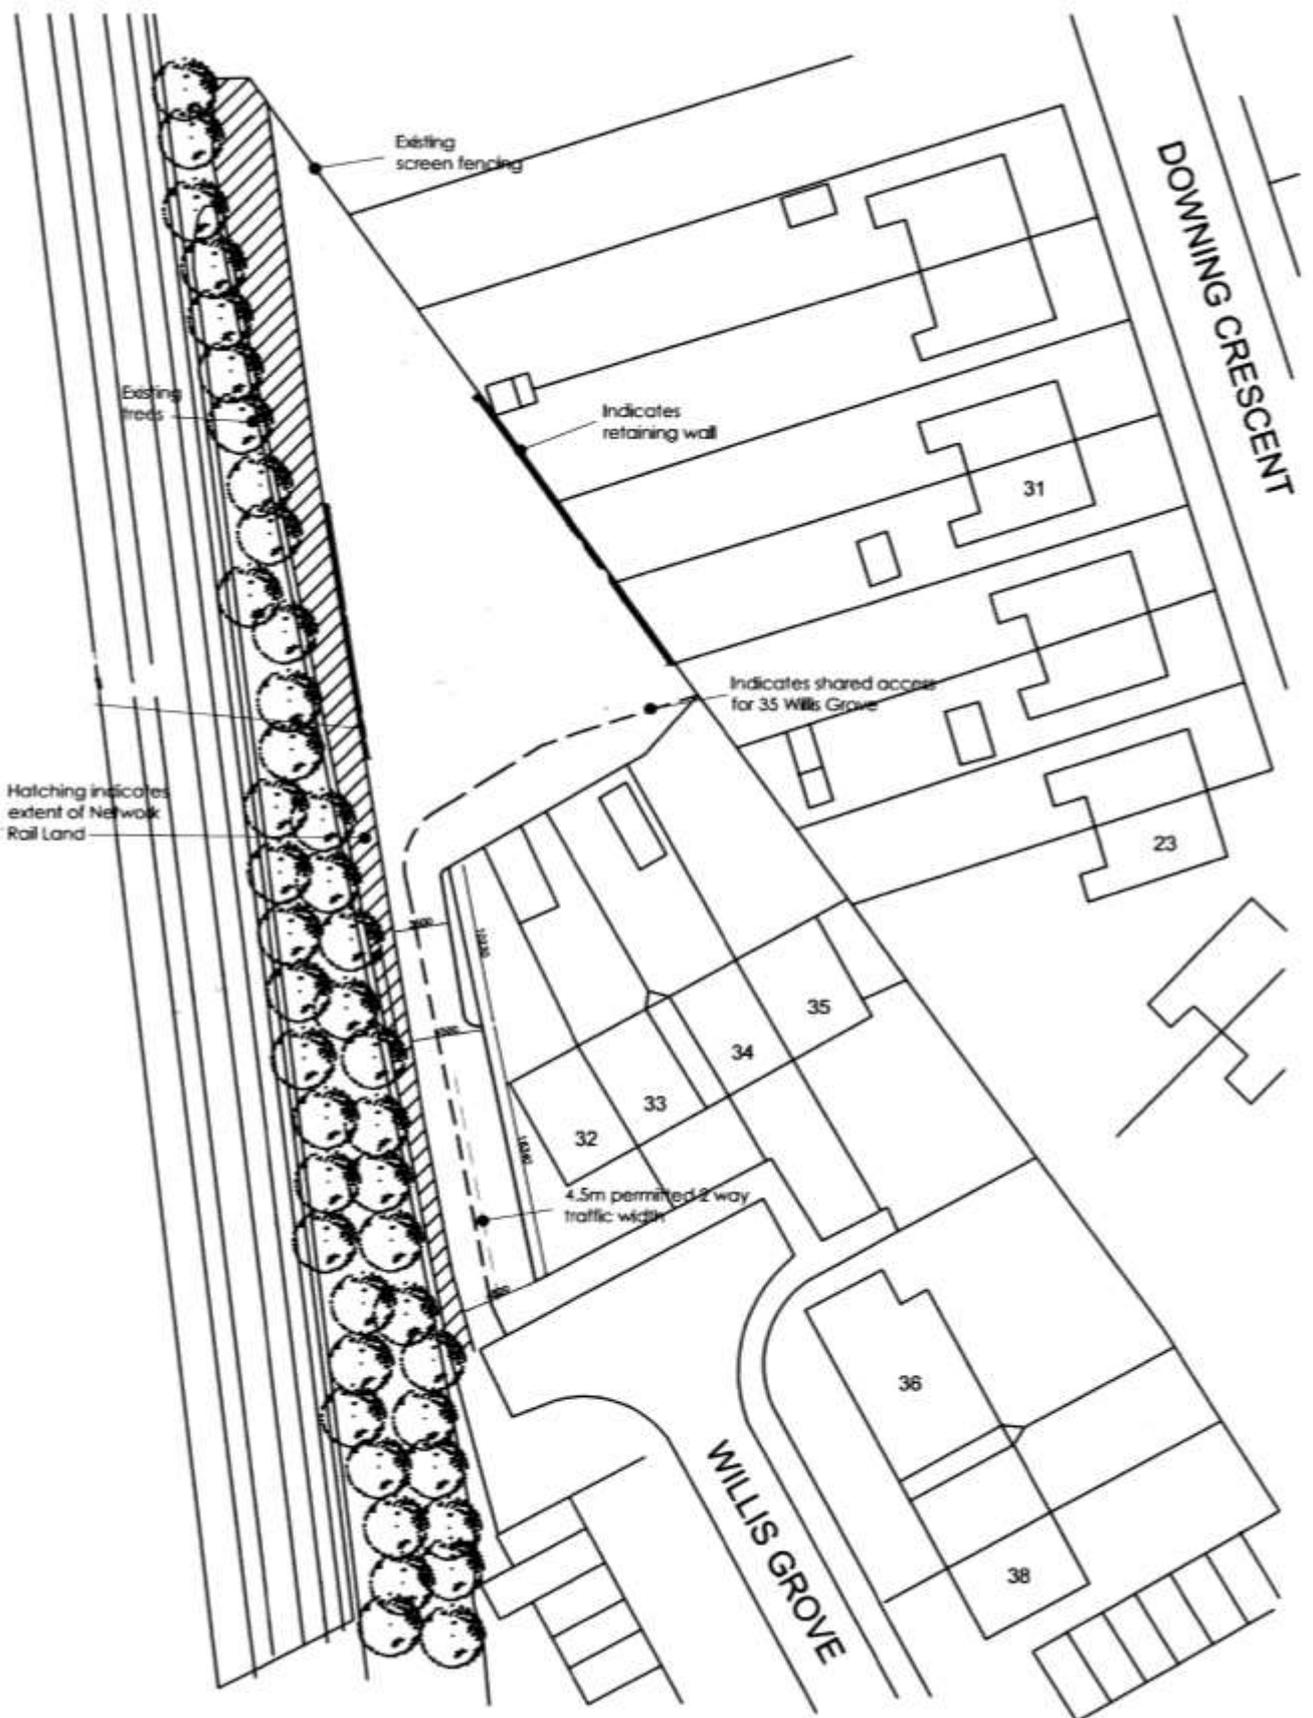 Existing
screen fencing
DOWNING CRESCENT
Existing
trees
Indicates
retaining wall
31
Indicates shared access
for 35 Willis Grove
Hatching indicates
extent of Network
Rail Land
23
35
34
33
32
4.5m permitted 2 way
traffic width
36
WILLIS GROVE
38